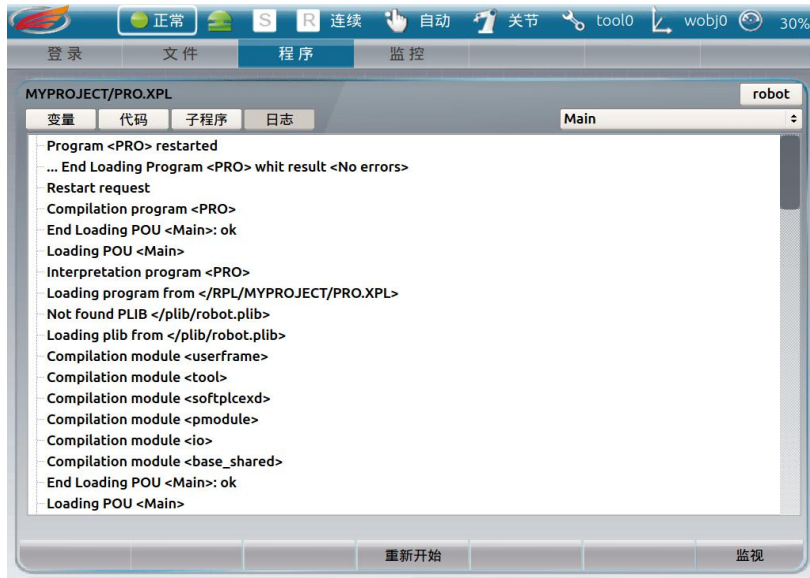 正常 S R 连续 自动 关节 tool0 wobj0 30%
登录 文件 程序 监控
MYPROJECT/PRO.XPL robot
变量 代码 子程序 日志 Main
Program <PRO> restarted
... End Loading Program <PRO> whit result <No errors>
Restart request
Compilation program <PRO>
End Loading POU <Main>: ok
Loading POU <Main>
Interpretation program <PRO>
Loading program from </RPL/MYPROJECT/PRO.XPL>
Not found PLIB </plib/robot.plib>
Loading plib from </plib/robot.plib>
Compilation module <userframe>
Compilation module <tool>
Compilation module <softplcexd>
Compilation module <pmodule>
Compilation module <io>
Compilation module <base_shared>
End Loading POU <Main>: ok
Loading POU <Main>
重新开始 监视